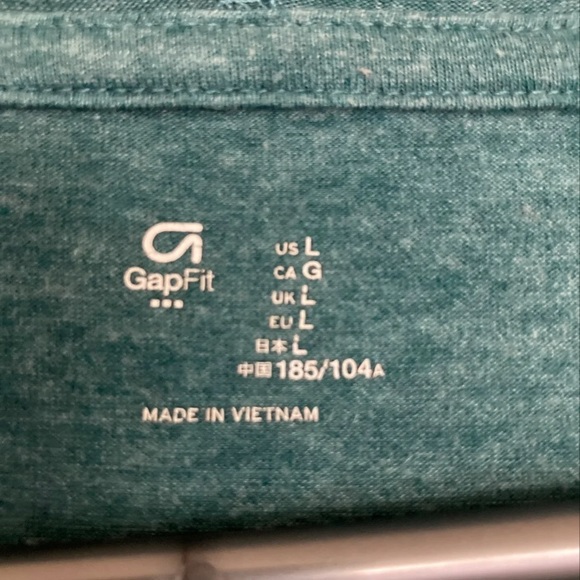 GapFit
US L
CA G
UK L
EU L
日本 L
中国 185/104A
MADE IN VIETNAM